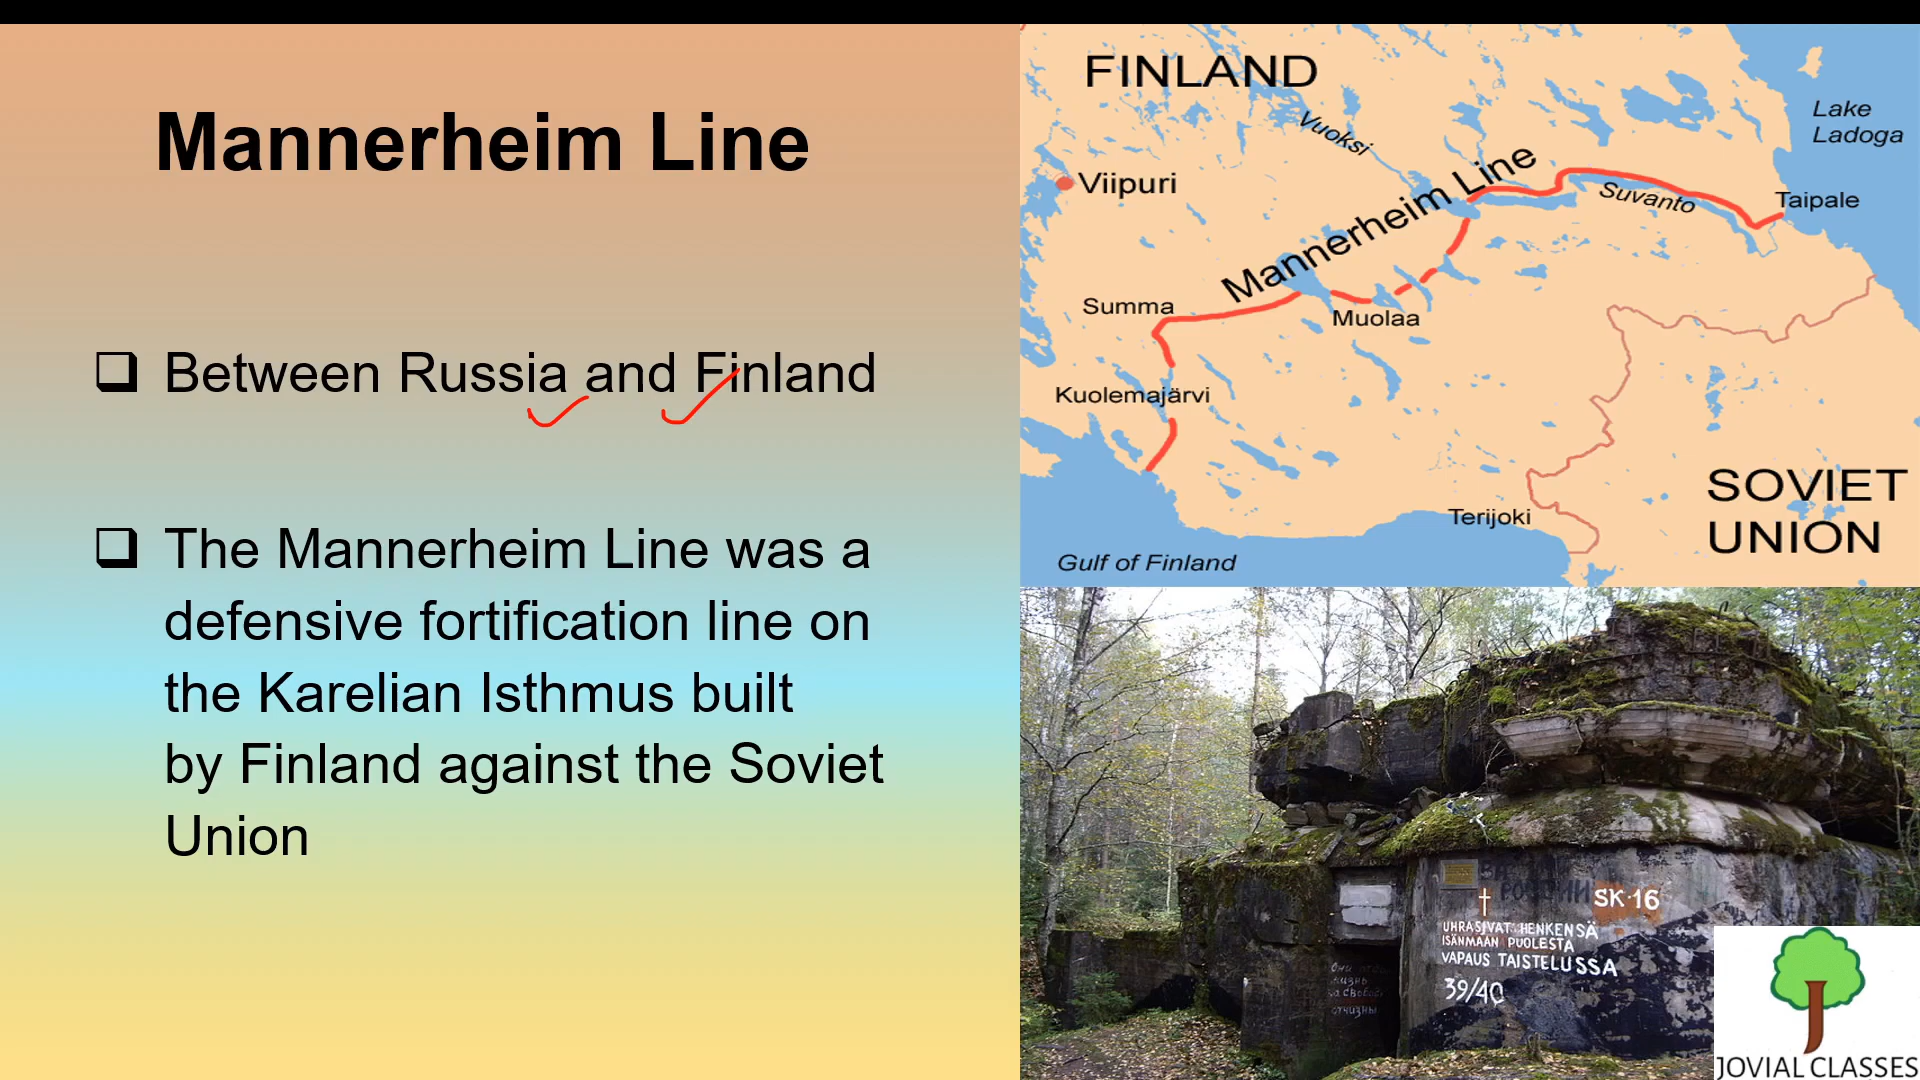 Mannerheim Line
❑ Between Russia and Finland
❑ The Mannerheim Line was a
defensive fortification line on
the Karelian Isthmus built
by Finland against the Soviet
Union
FINLAND
Lake
Ladoga
Vuoksi
Viipuri
Mannerheim Line
Suvanto
Taipale
Summa
Muolaa
Kuolemajärvi
SOVIET
UNION
Terijoki
Gulf of Finland
SK·16
UHRASIVAT HENKENSÄ
ISÄNMAAN PUOLESTA
VAPAUS TAISTELUSSA
39/40
отчизны
JOVIAL CLASSES